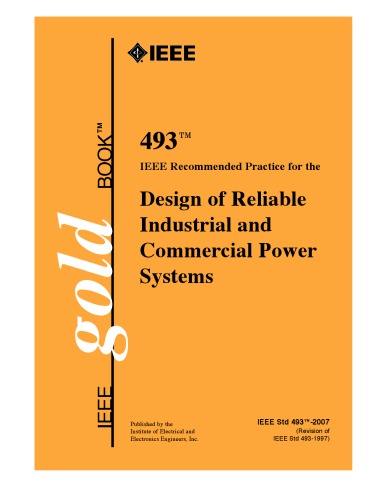 IEEE
493™
IEEE Recommended Practice for the
Design of Reliable
Industrial and
Commercial Power
Systems
IEEE gold BOOK™
Published by the
Institute of Electrical and
Electronics Engineers, Inc.
IEEE Std 493™-2007
(Revision of
IEEE Std 493-1997)